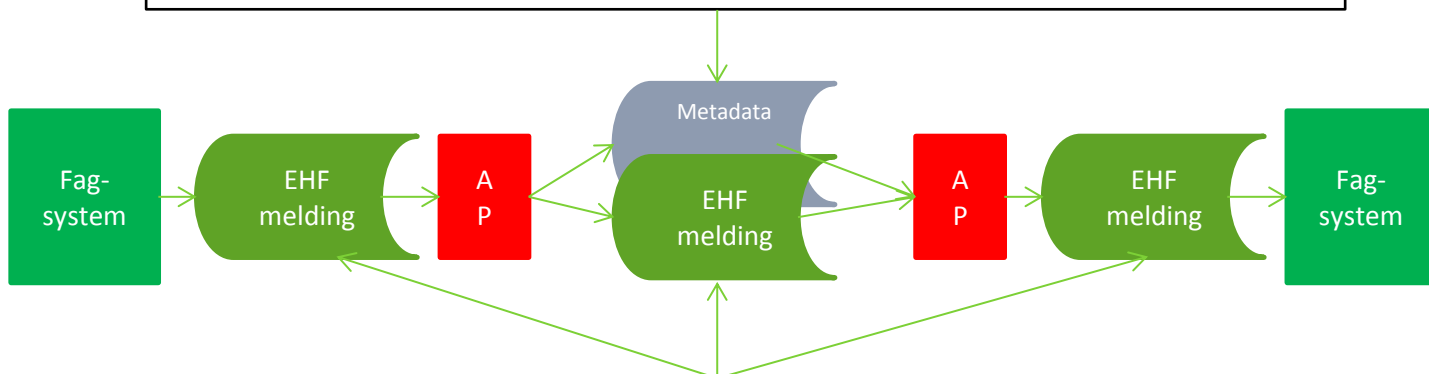 Metadata
Fag-
system
EHF
melding
A
P
EHF
melding
A
P
EHF
melding
Fag-
system